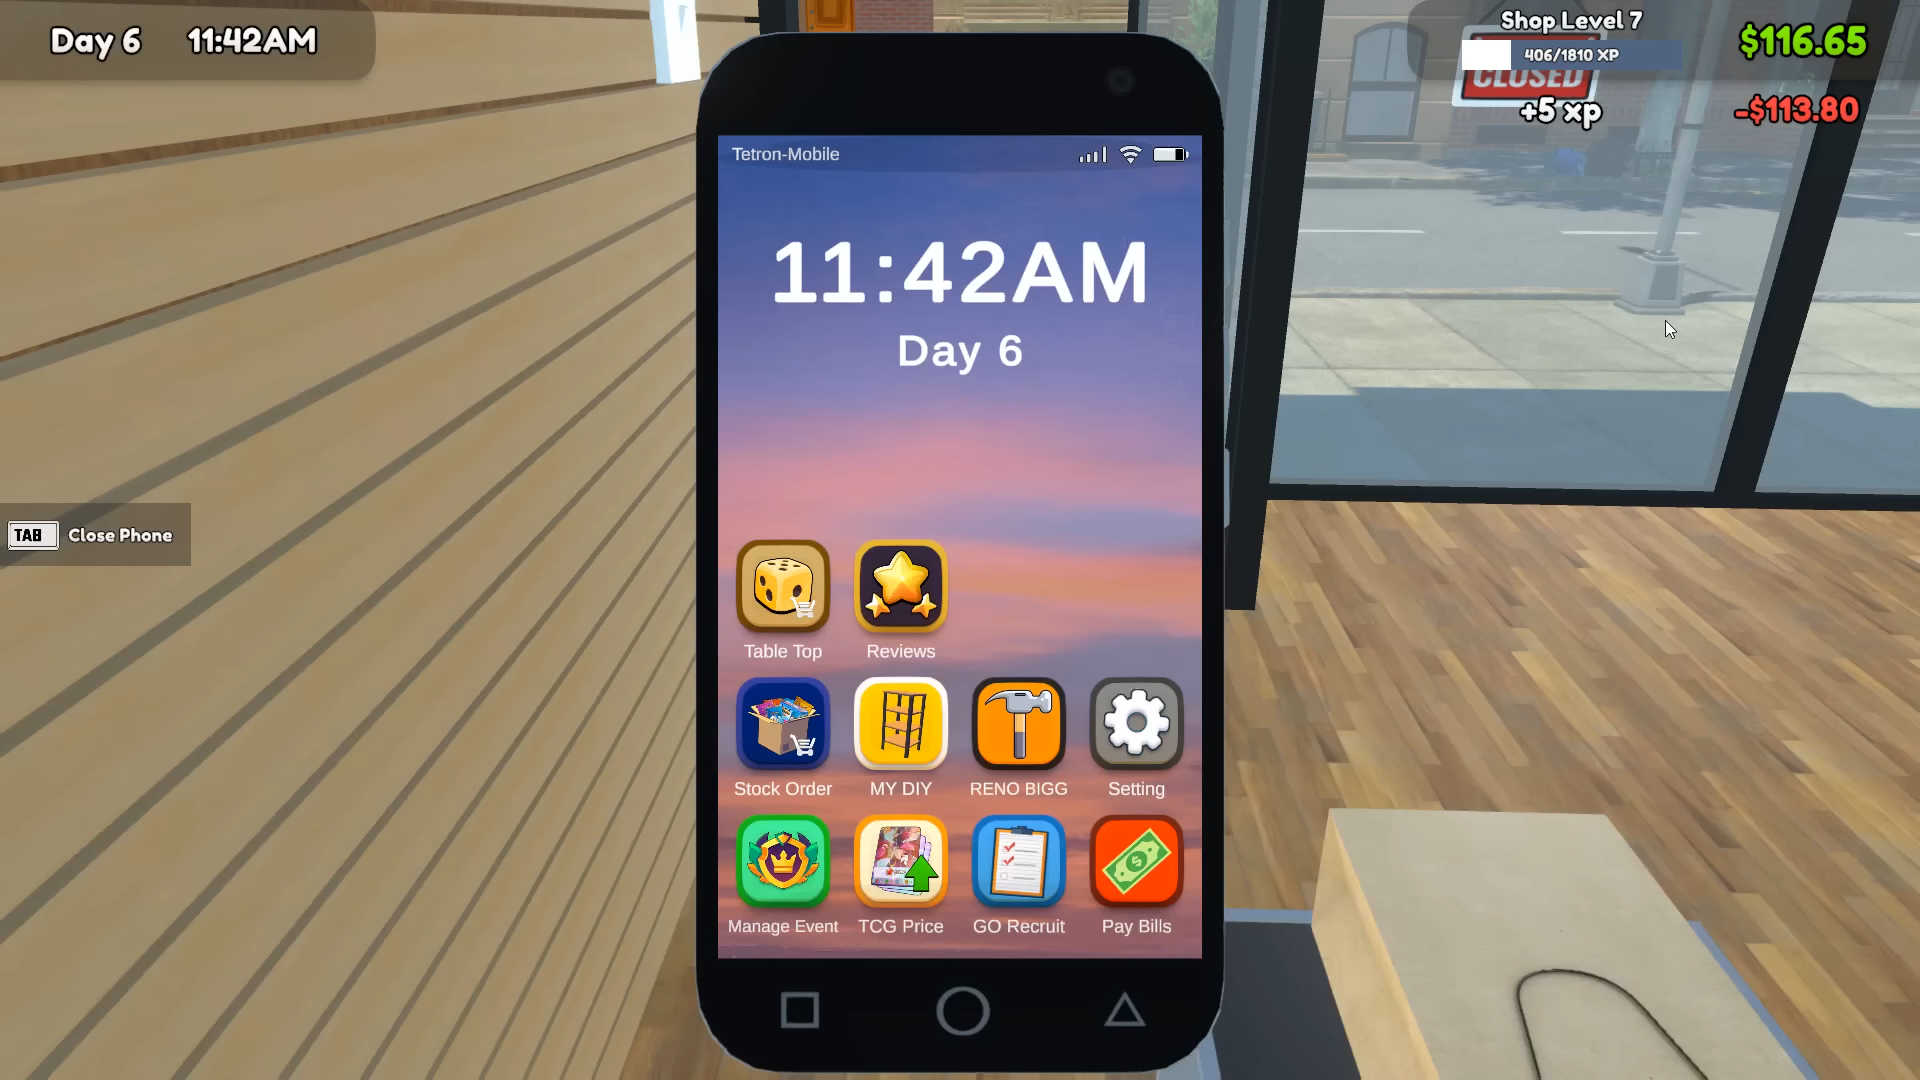 Day 6 11:42AM
Shop Level 7
406/1810 XP
$116.65
CLOSED
+5 xp
-$113.80
Tetron-Mobile
11:42AM
Day 6
TAB Close Phone
Table Top Reviews
Stock Order MY DIY RENO BIGG Setting
Manage Event TCG Price GO Recruit Pay Bills